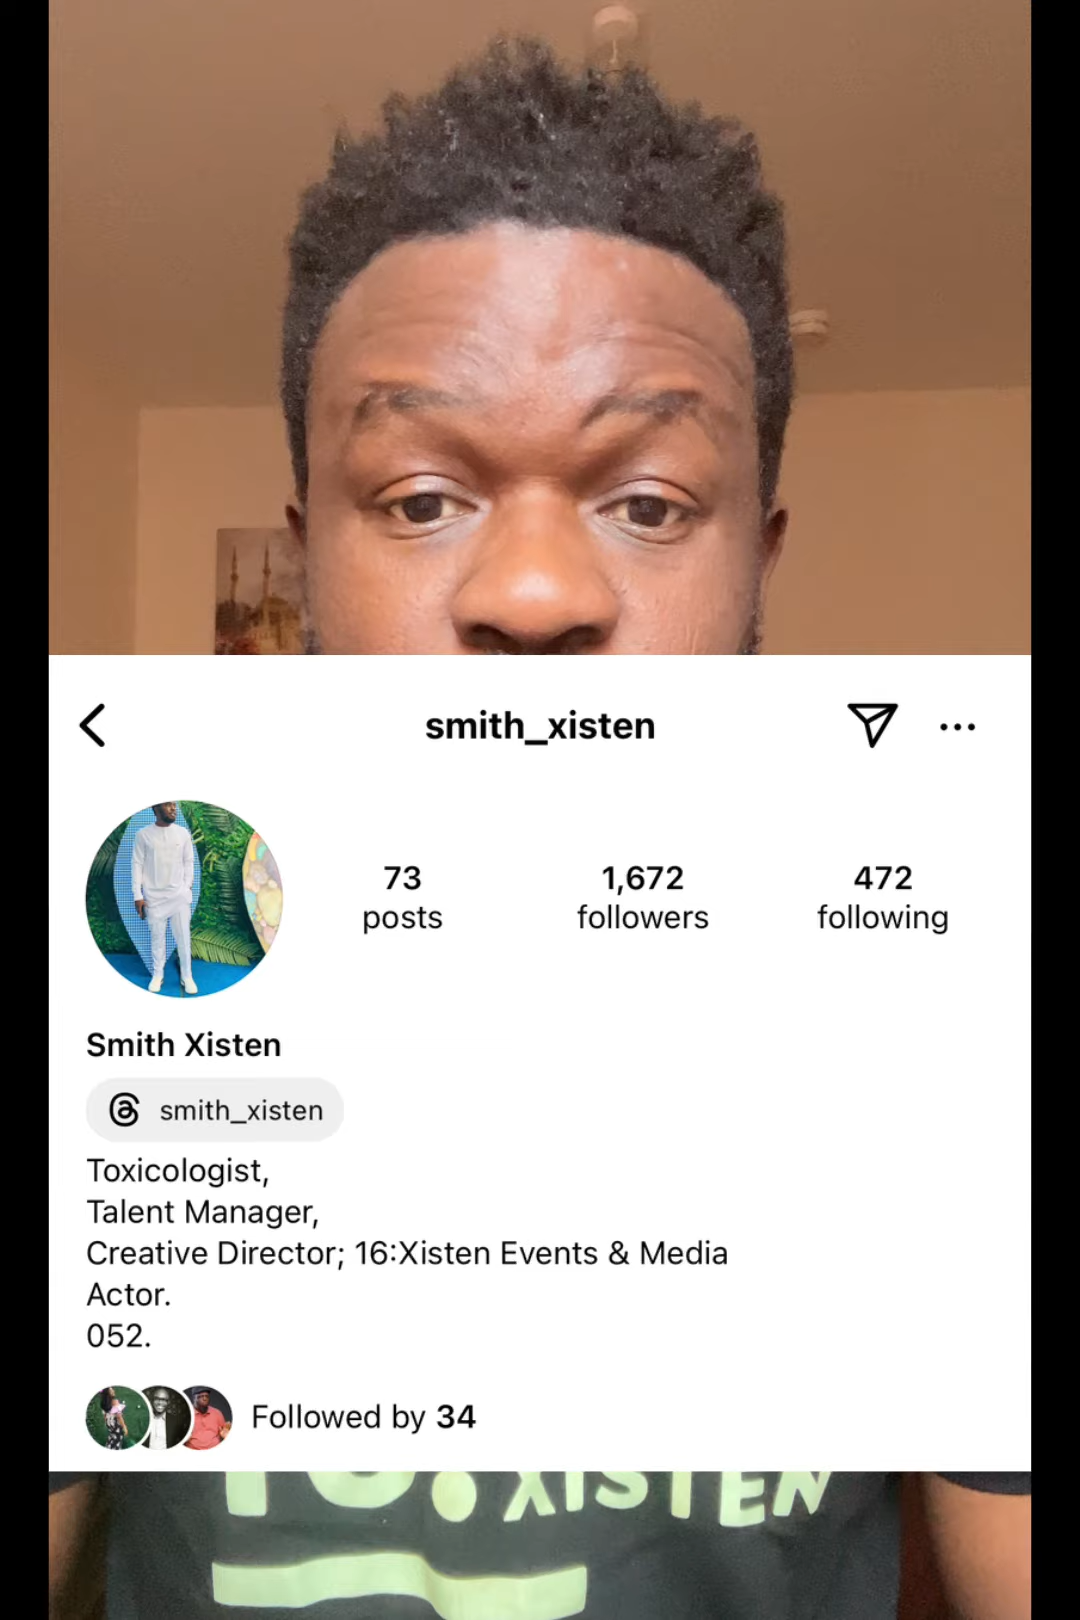 smith_xisten
73 posts
1,672 followers
472 following
Smith Xisten
smith_xisten
Toxicologist,
Talent Manager,
Creative Director; 16:Xisten Events & Media
Actor.
052.
Followed by 34
16:XISTEN